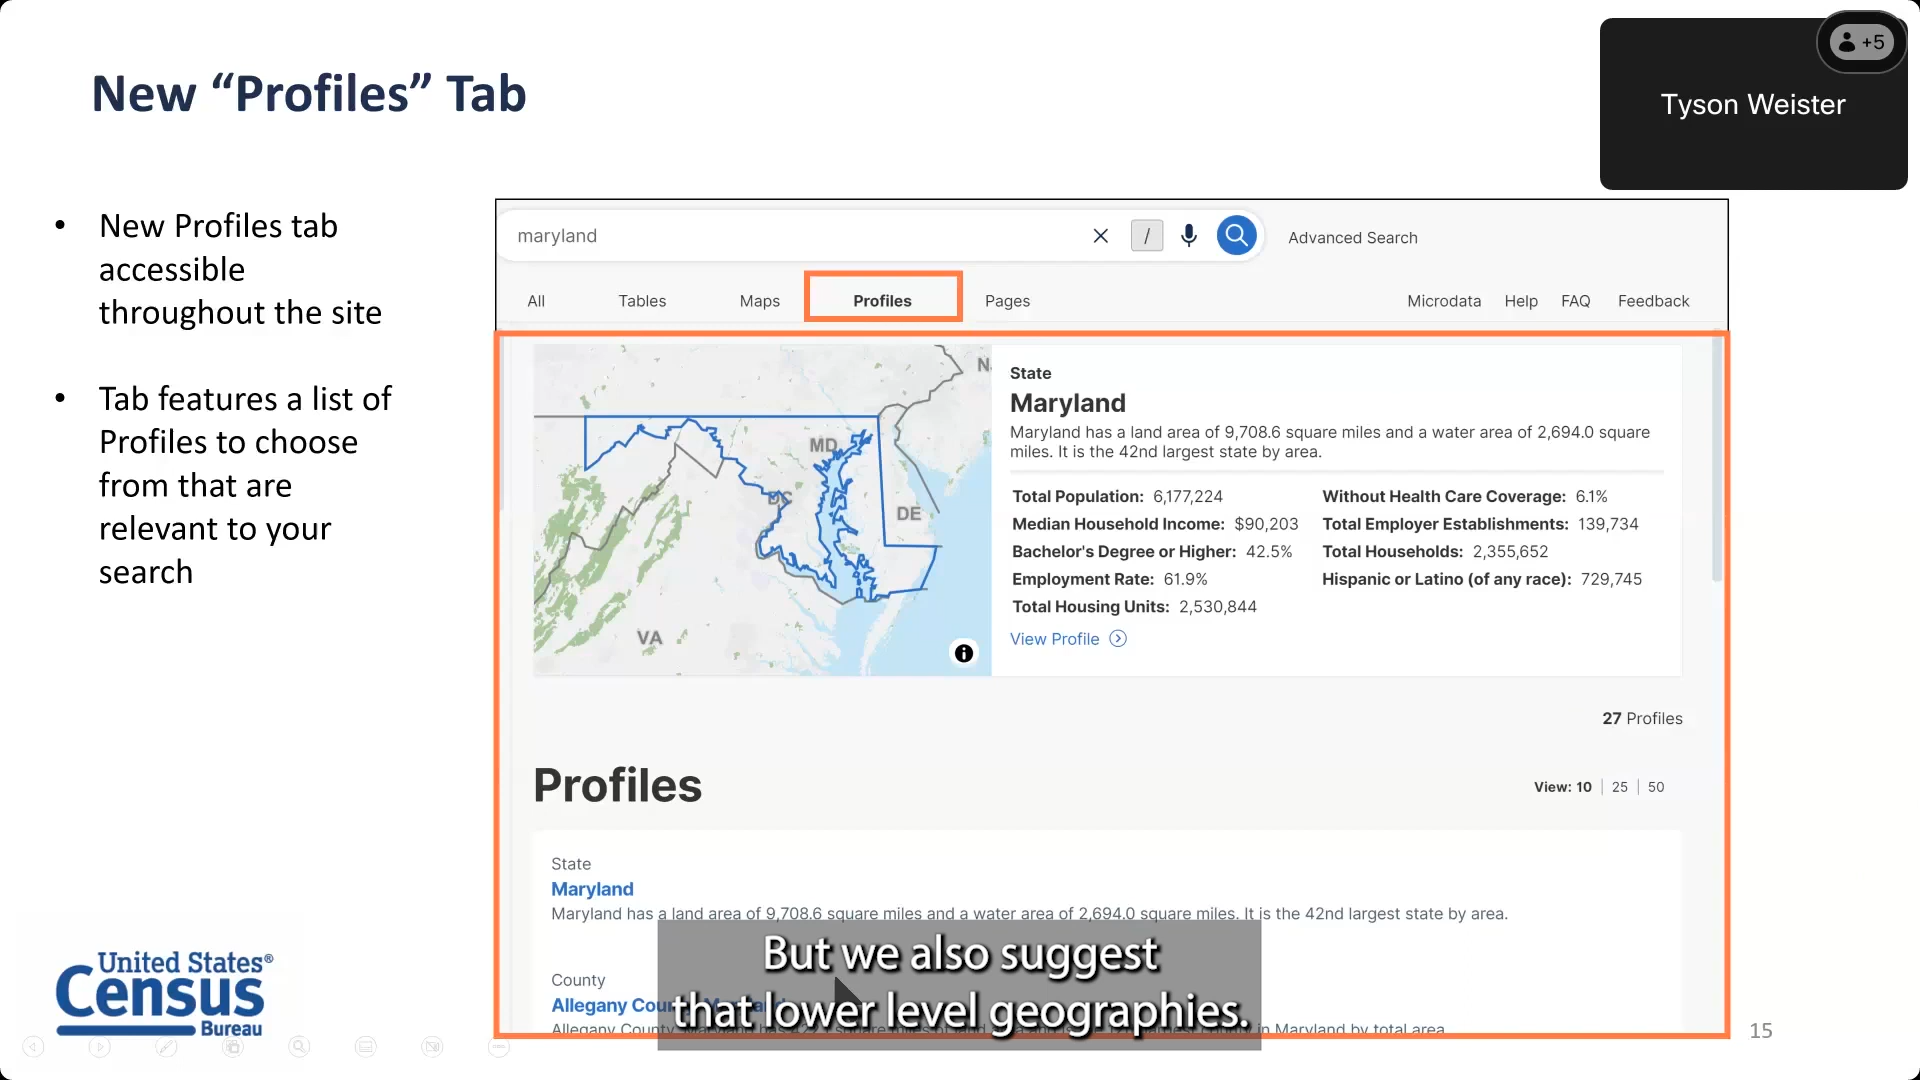 New “Profiles” Tab
+5
Tyson Weister
• New Profiles tab
accessible
throughout the site
• Tab features a list of
Profiles to choose
from that are
relevant to your
search
maryland
/
Advanced Search
All Tables Maps Profiles Pages Microdata Help FAQ Feedback
N
MD
DC
DE
VA
State
Maryland
Maryland has a land area of 9,708.6 square miles and a water area of 2,694.0 square
miles. It is the 42nd largest state by area.
Total Population: 6,177,224
Median Household Income: $90,203
Bachelor's Degree or Higher: 42.5%
Employment Rate: 61.9%
Total Housing Units: 2,530,844
Without Health Care Coverage: 6.1%
Total Employer Establishments: 139,734
Total Households: 2,355,652
Hispanic or Latino (of any race): 729,745
View Profile
27 Profiles
Profiles
View: 10 | 25 | 50
State
Maryland
Maryland has a land area of 9,708.6 square miles and a water area of 2,694.0 square miles. It is the 42nd largest state by area.
County
Allegany
Allegany County in Maryland by total area
But we also suggest
that lower level geographies.
United States®
Census
Bureau
15